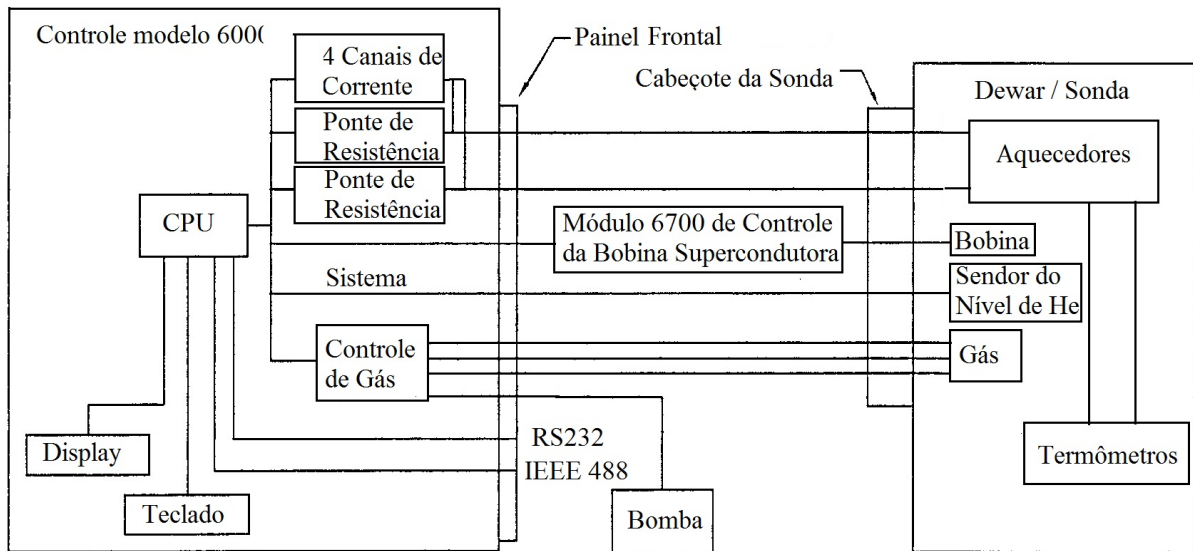 Controle modelo 6000
4 Canais de
Corrente
Ponte de
Resistência
Ponte de
Resistência
CPU
Sistema
Controle
de Gás
Display
Teclado
Painel Frontal
Cabeçote da Sonda
Módulo 6700 de Controle
da Bobina Supercondutora
RS232
IEEE 488
Bomba
Dewar / Sonda
Aquecedores
Bobina
Sendor do
Nível de He
Gás
Termômetros